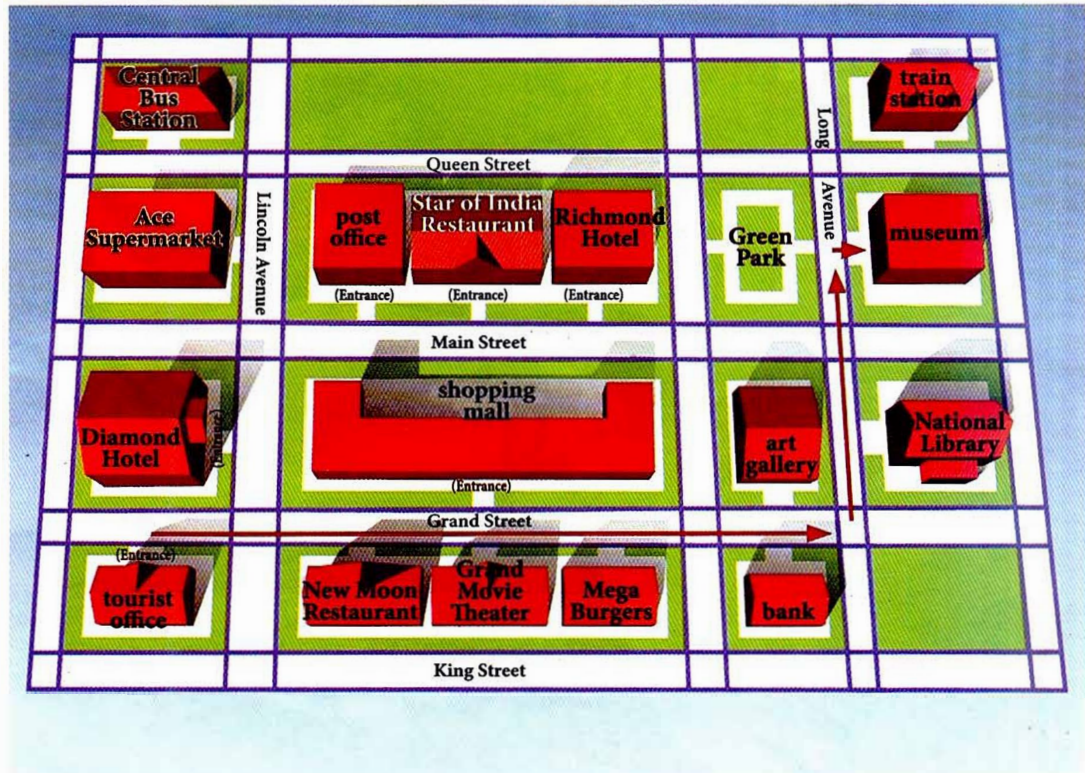 Central
Bus
Station
train
station
Long
Avenue
Queen Street
Ace
Supermarket
Lincoln Avenue
post
office
Star of India
Restaurant
Richmond
Hotel
Green
Park
museum
(Entrance)
(Entrance)
(Entrance)
Main Street
Diamond
Hotel
(Entrance)
shopping
mall
(Entrance)
art
gallery
National
Library
Grand Street
(Entrance)
tourist
office
New Moon
Restaurant
Grand
Movie
Theater
Mega
Burgers
bank
King Street